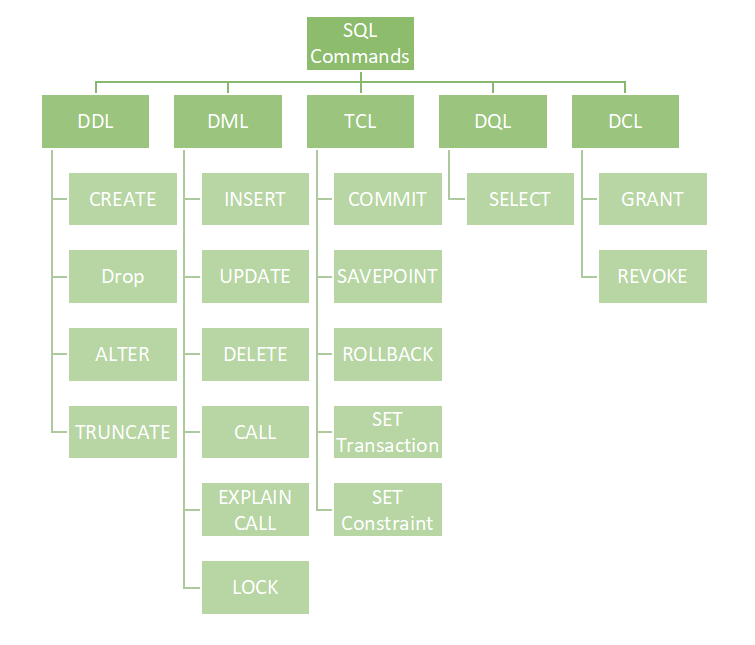 SQL
Commands
DDL
DML
TCL
DQL
DCL
CREATE
INSERT
COMMIT
SELECT
GRANT
Drop
UPDATE
SAVEPOINT
REVOKE
ALTER
DELETE
ROLLBACK
TRUNCATE
CALL
SET
Transaction
EXPLAIN
CALL
SET
Constraint
LOCK